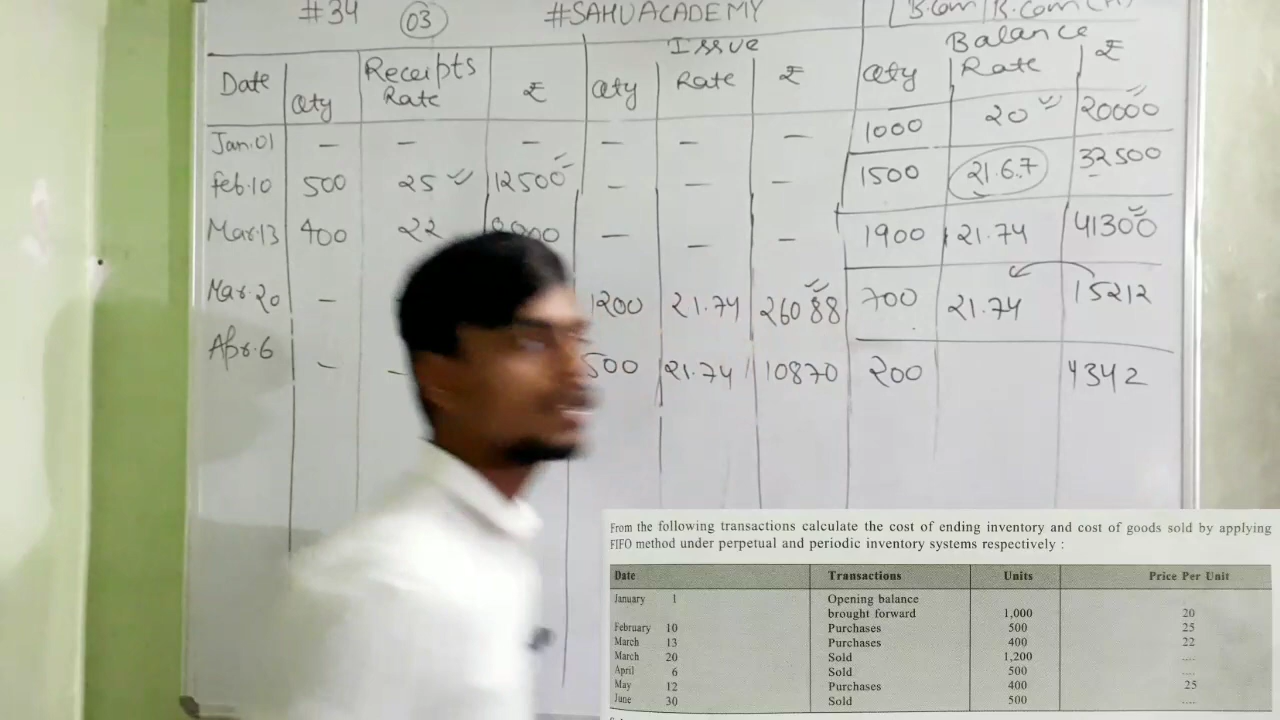 #34 03 #SAHUACADEMY B.Com
Receipts Issue Balance
Date Qty Rate ₹ Qty Rate ₹ Qty Rate ₹
Jan.01 — — — — — — 1000 20 20000
Feb.10 500 25 12500 — — — 1500 21.67 32500
Mar.13 400 22 — — — 1900 21.74 41300
Mar.20 — 1200 21.74 26088 700 21.74 15212
Apr.6 — — 500 21.74 10870 200 4342
From the following transactions calculate the cost of ending inventory and cost of goods sold by applying
FIFO method under perpetual and periodic inventory systems respectively :
Date Transactions Units Price Per Unit
January 1 Opening balance
brought forward 1,000 20
February 10 Purchases 500 25
March 13 Purchases 400 22
March 20 Sold 1,200 ....
April 6 Sold 500 ....
May 12 Purchases 400 25
June 30 Sold 500 ....